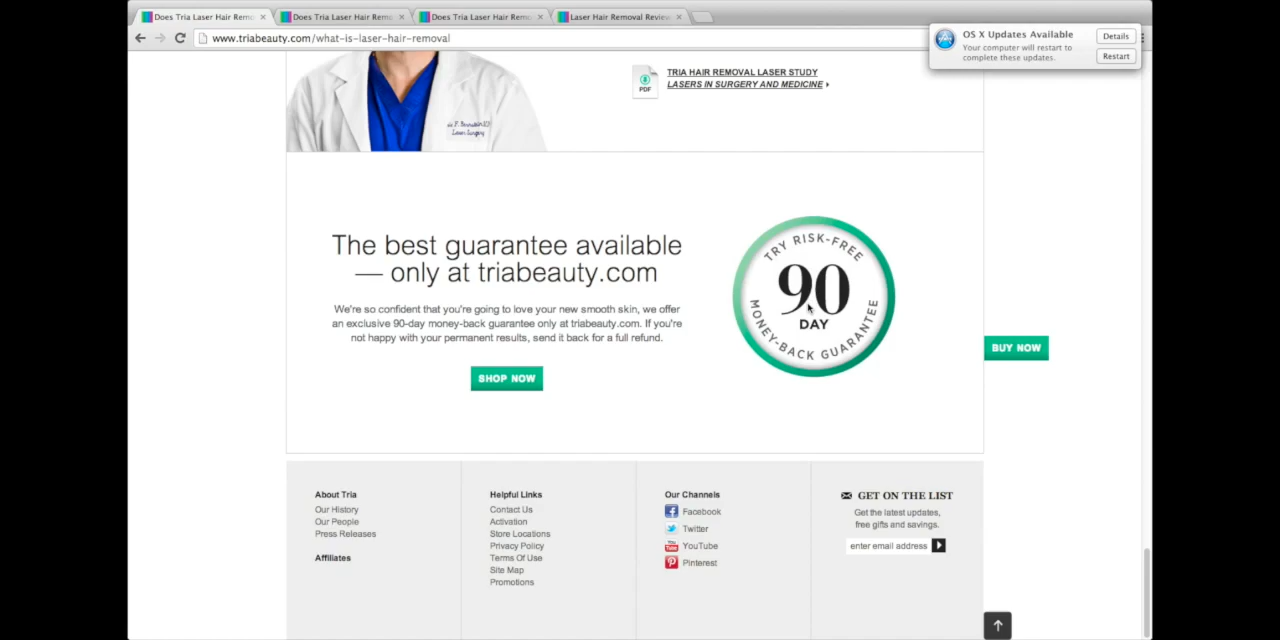 Does Tria Laser Hair Remo
Does Tria Laser Hair Rem
Does Tria Laser Hair Remo
Laser Hair Removal Review
www.triabeauty.com/what-is-laser-hair-removal
OS X Updates Available
Your computer will restart to
complete these updates.
Details
Restart
PDF
TRIA HAIR REMOVAL LASER STUDY
LASERS IN SURGERY AND MEDICINE
Laser Surgery
The best guarantee available
— only at triabeauty.com
We're so confident that you're going to love your new smooth skin, we offer
an exclusive 90-day money-back guarantee only at triabeauty.com. If you're
not happy with your permanent results, send it back for a full refund.
SHOP NOW
TRY RISK-FREE
90
DAY
MONEY-BACK GUARANTEE
BUY NOW
About Tria
Our History
Our People
Press Releases
Affiliates
Helpful Links
Contact Us
Activation
Store Locations
Privacy Policy
Terms Of Use
Site Map
Promotions
Our Channels
Facebook
Twitter
YouTube
Pinterest
GET ON THE LIST
Get the latest updates,
free gifts and savings.
enter email address